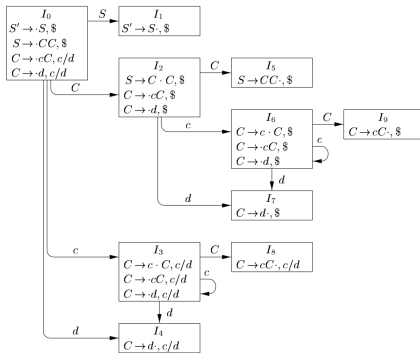 I₀
S′ → ·S, $
S → ·CC, $
C → ·cC, c/d
C → ·d, c/d
S
I₁
S′ → S·, $
C
I₂
S → C · C, $
C → ·cC, $
C → ·d, $
C
I₅
S → CC·, $
c
I₆
C → c · C, $
C → ·cC, $
C → ·d, $
C
I₉
C → cC·, $
c
d
d
I₇
C → d·, $
c
I₃
C → c · C, c/d
C → ·cC, c/d
C → ·d, c/d
C
I₈
C → cC·, c/d
c
d
d
I₄
C → d·, c/d